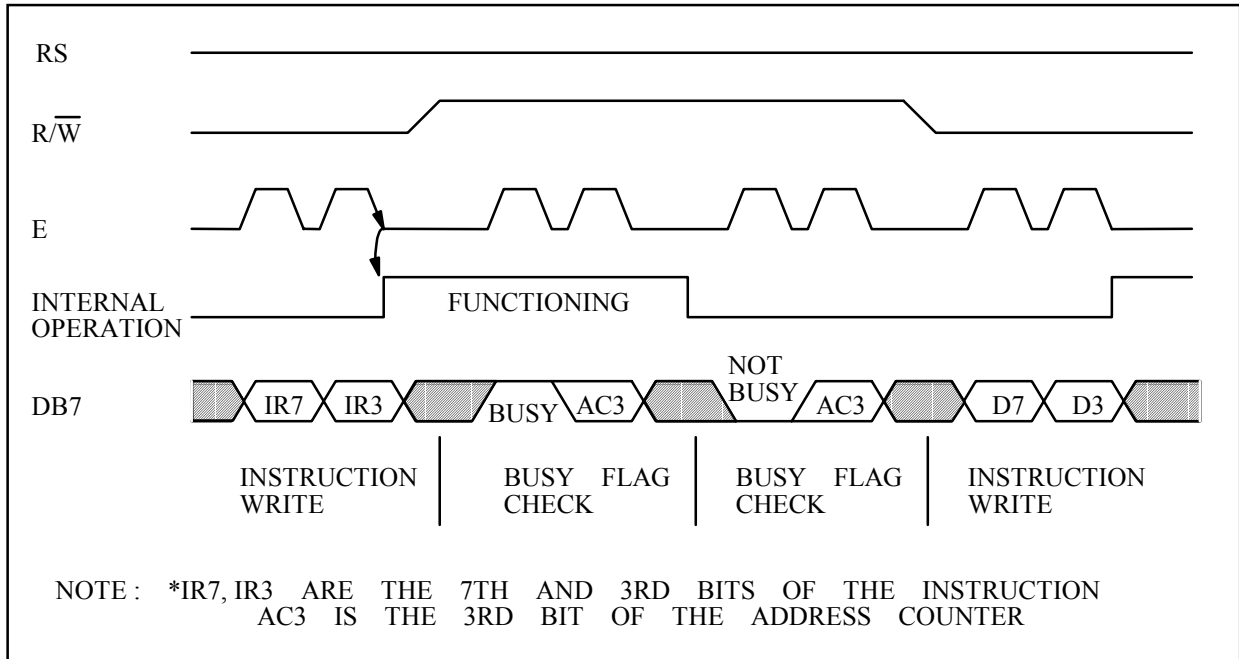 RS
R/W̅
E
INTERNAL
OPERATION
FUNCTIONING
DB7
IR7
IR3
BUSY
AC3
NOT
BUSY
AC3
D7
D3
INSTRUCTION
WRITE
BUSY FLAG
CHECK
BUSY FLAG
CHECK
INSTRUCTION
WRITE
NOTE : *IR7, IR3 ARE THE 7TH AND 3RD BITS OF THE INSTRUCTION
AC3 IS THE 3RD BIT OF THE ADDRESS COUNTER